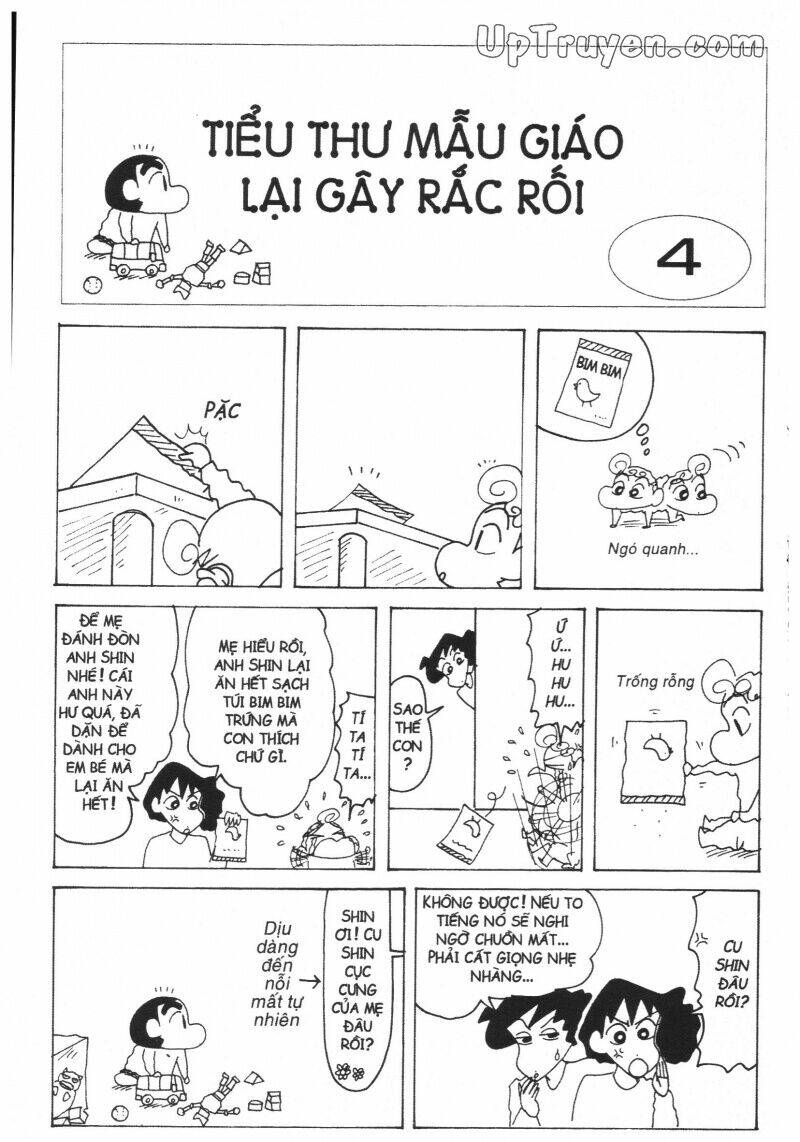 UpTruyen.com
TIỂU THƯ MẪU GIÁO
LẠI GÂY RẮC RỐI
4
BIM BIM
Ngó quanh...
PẶC
Trống rỗng
Ứ
Ứ...
HU
HU
HU...
SAO
THẾ
CON
?
TÍ
TA
TÍ
TA...
MẸ HIỂU RỒI,
ANH SHIN LẠI
ĂN HẾT SẠCH
TÚI BIM BIM
TRỨNG MÀ
CON THÍCH
CHỨ GÌ.
ĐỂ MẸ
ĐÁNH ĐÒN
ANH SHIN
NHÉ! CÁI
ANH NÀY
HƯ QUÁ, ĐÃ
DẶN ĐỂ
DÀNH CHO
EM BÉ MÀ
LẠI ĂN
HẾT!
CU
SHIN
ĐÂU
RỒI?
KHÔNG ĐƯỢC! NẾU TO
TIẾNG NÓ SẼ NGHI
NGỜ CHUỒN MẤT...
PHẢI CẤT GIỌNG NHẸ
NHÀNG...
SHIN
ƠI! CU
SHIN
CỤC
CƯNG
CỦA MẸ
ĐÂU
RỒI?
Dịu
dàng
đến
nỗi
mất tự
nhiên